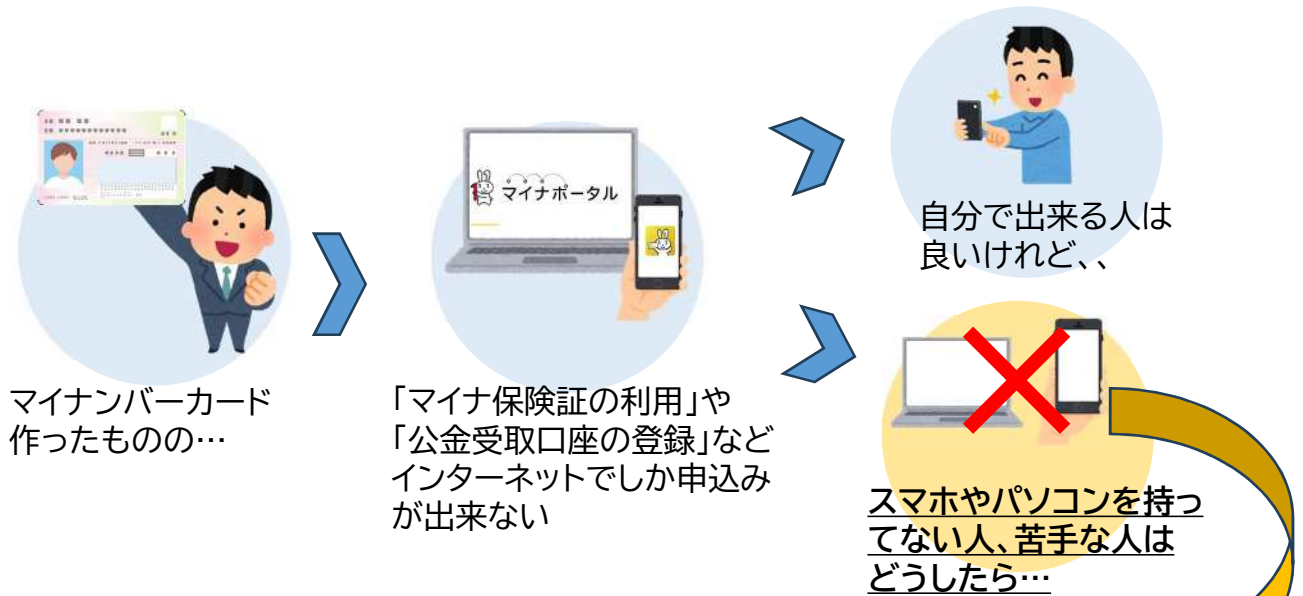 マイナンバーカード
作ったものの…
マイナポータル
「マイナ保険証の利用」や
「公金受取口座の登録」など
インターネットでしか申込み
が出来ない
自分で出来る人は
良いけれど、、
スマホやパソコンを持っ
てない人、苦手な人は
どうしたら…